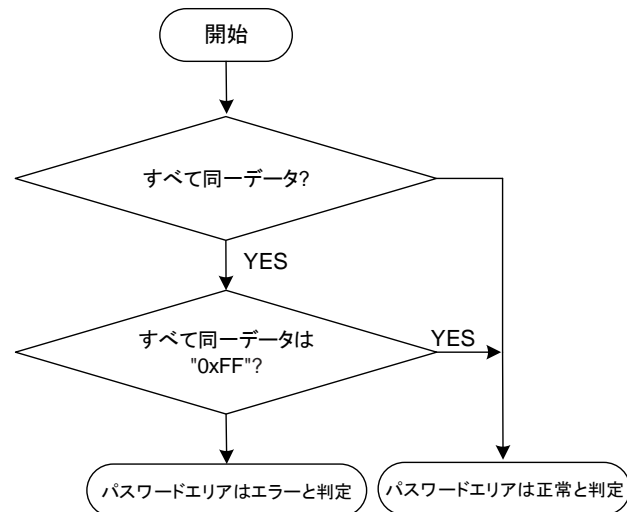 開始
すべて同一データ?
YES
すべて同一データは
"0xFF"?
YES
パスワードエリアはエラーと判定
パスワードエリアは正常と判定